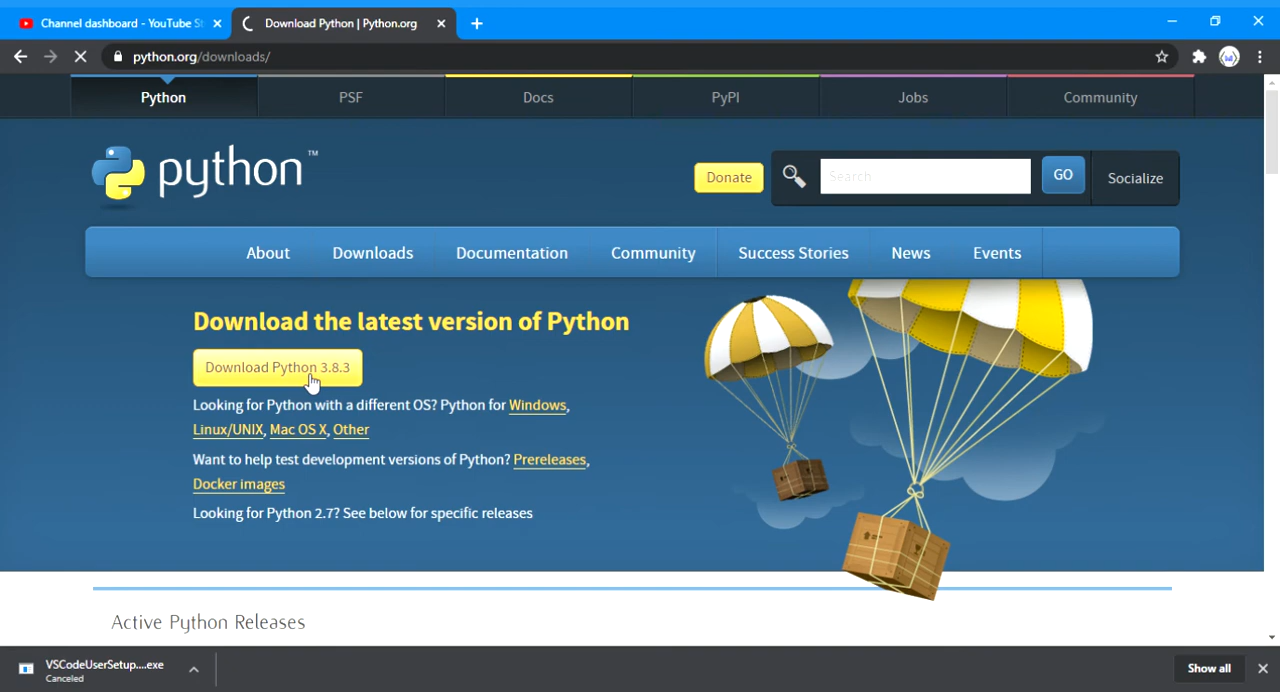 Channel dashboard - YouTube St
Download Python | Python.org
python.org/downloads/
Python
PSF
Docs
PyPI
Jobs
Community
python™
Donate
Search
GO
Socialize
About
Downloads
Documentation
Community
Success Stories
News
Events
Download the latest version of Python
Download Python 3.8.3
Looking for Python with a different OS? Python for Windows,
Linux/UNIX, Mac OS X, Other
Want to help test development versions of Python? Prereleases,
Docker images
Looking for Python 2.7? See below for specific releases
Active Python Releases
VSCodeUserSetup....exe
Canceled
Show all